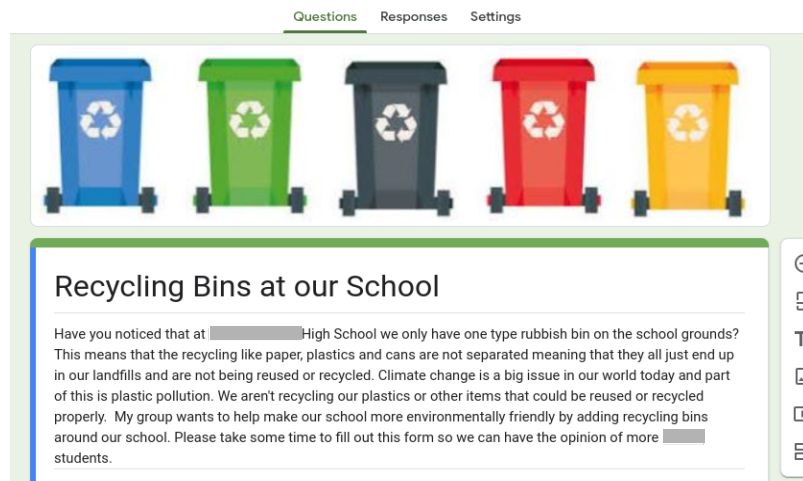 Questions Responses Settings
Recycling Bins at our School
Have you noticed that at High School we only have one type rubbish bin on the school grounds?
This means that the recycling like paper, plastics and cans are not separated meaning that they all just end up
in our landfills and are not being reused or recycled. Climate change is a big issue in our world today and part
of this is plastic pollution. We aren't recycling our plastics or other items that could be reused or recycled
properly. My group wants to help make our school more environmentally friendly by adding recycling bins
around our school. Please take some time to fill out this form so we can have the opinion of more
students.